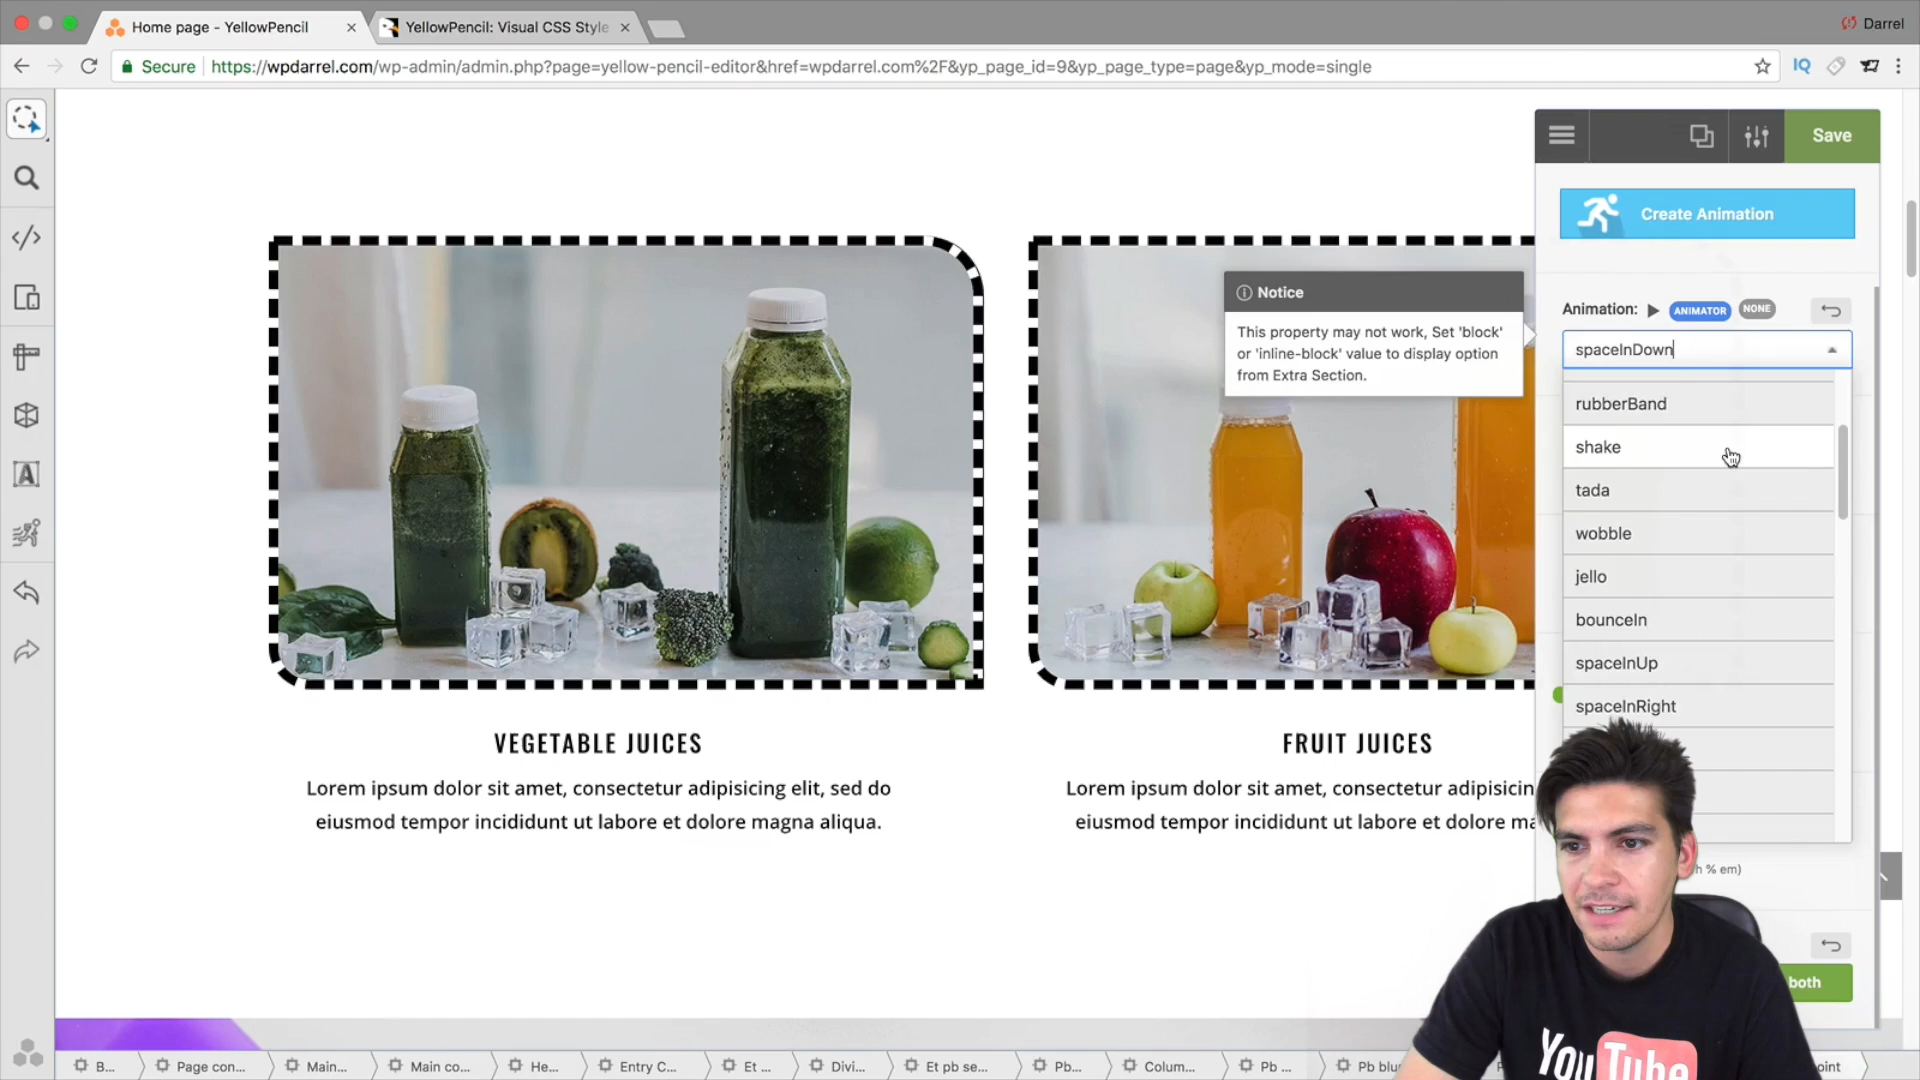 Home page - YellowPencil
YellowPencil: Visual CSS Style
Darrel
Secure
https://wpdarrel.com/wp-admin/admin.php?page=yellow-pencil-editor&href=wpdarrel.com%2F&yp_page_id=9&yp_page_type=page&yp_mode=single
IQ
Save
Create Animation
Notice
This property may not work, Set 'block'
or 'inline-block' value to display option
from Extra Section.
Animation:
ANIMATOR
NONE
spaceInDown
rubberBand
shake
tada
wobble
jello
bounceIn
spaceInUp
spaceInRight
VEGETABLE JUICES
Lorem ipsum dolor sit amet, consectetur adipisicing elit, sed do
eiusmod tempor incididunt ut labore et dolore magna aliqua.
FRUIT JUICES
Lorem ipsum dolor sit amet, consectetur adipisicin
eiusmod tempor incididunt ut labore et dolore ma
h % em)
both
YouTube
B...
Page con...
Main...
Main co...
He...
Entry C...
Et ...
Divi...
Et pb se...
Pb...
Colum...
Pb ...
Pb blu
oint